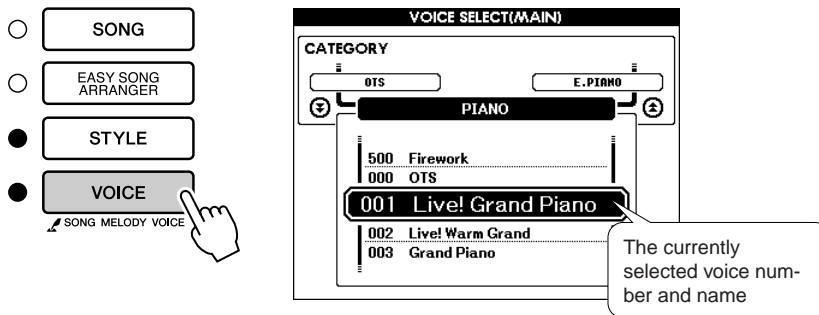 SONG
EASY SONG
ARRANGER
STYLE
VOICE
SONG MELODY VOICE
VOICE SELECT(MAIN)
CATEGORY
OTS
E.PIANO
PIANO
500 Firework
000 OTS
001 Live! Grand Piano
002 Live! Warm Grand
003 Grand Piano
The currently
selected voice num-
ber and name